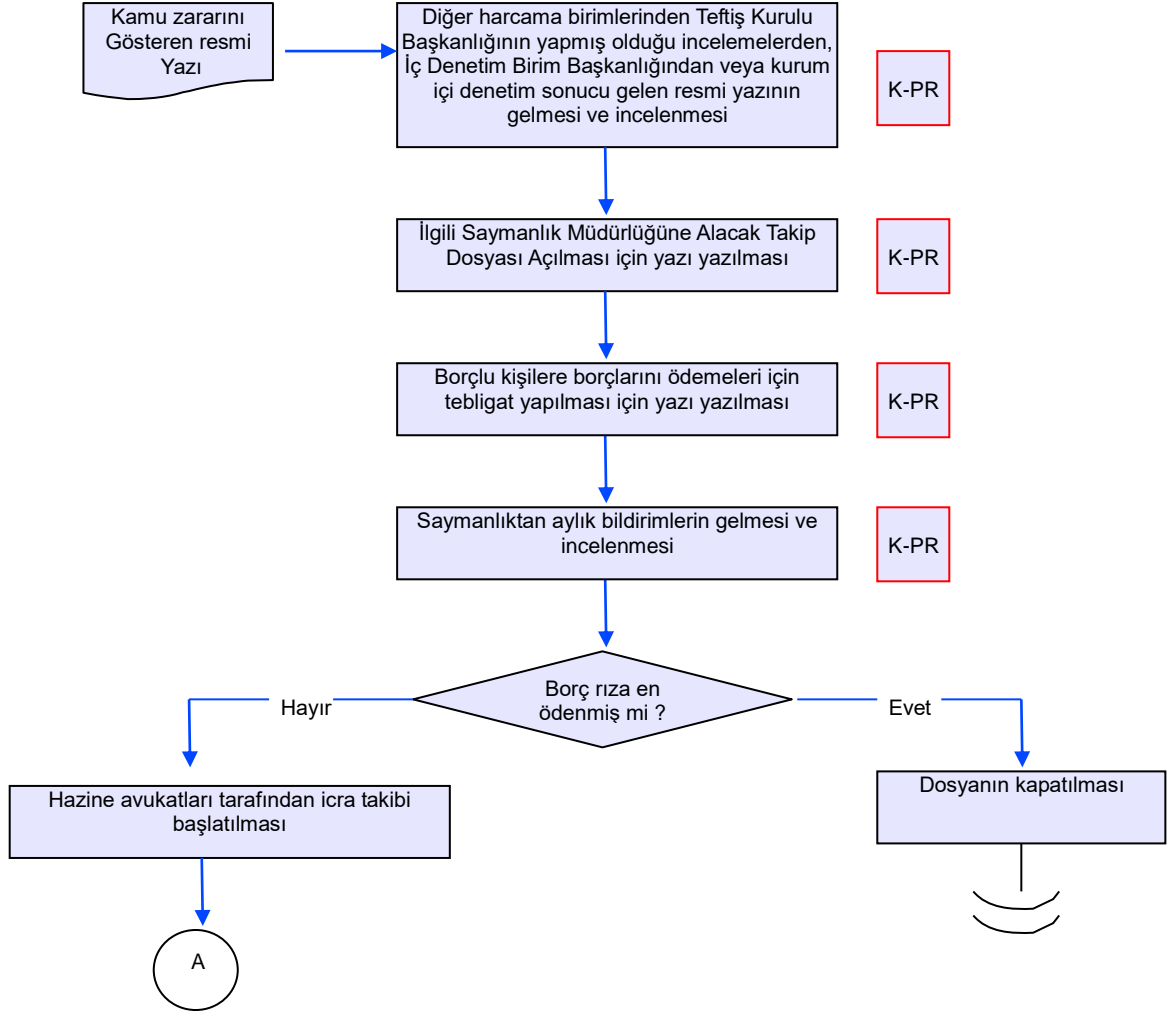 Kamu zararını
Gösteren resmi
Yazı
Diğer harcama birimlerinden Teftiş Kurulu
Başkanlığının yapmış olduğu incelemelerden,
İç Denetim Birim Başkanlığından veya kurum
içi denetim sonucu gelen resmi yazının
gelmesi ve incelenmesi
K-PR
İlgili Saymanlık Müdürlüğüne Alacak Takip
Dosyası Açılması için yazı yazılması
K-PR
Borçlu kişilere borçlarını ödemeleri için
tebligat yapılması için yazı yazılması
K-PR
Saymanlıktan aylık bildirimlerin gelmesi ve
incelenmesi
K-PR
Borç rıza en
ödenmiş mi ?
Hayır
Evet
Hazine avukatları tarafından icra takibi
başlatılması
Dosyanın kapatılması
A